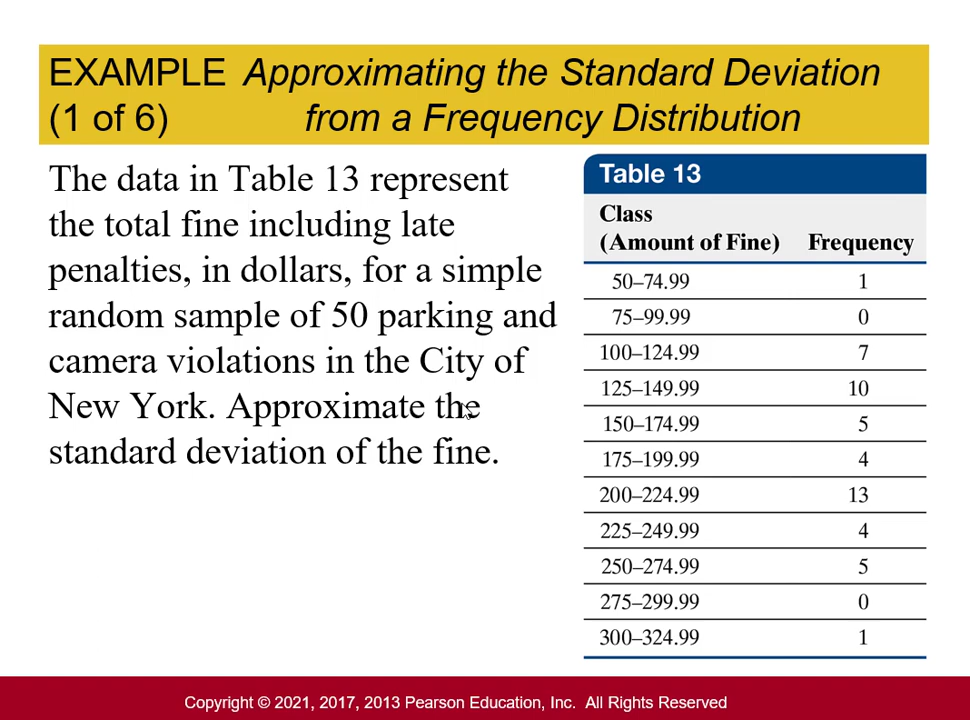 EXAMPLE Approximating the Standard Deviation
(1 of 6) from a Frequency Distribution
The data in Table 13 represent
the total fine including late
penalties, in dollars, for a simple
random sample of 50 parking and
camera violations in the City of
New York. Approximate the
standard deviation of the fine.
Table 13
Class
(Amount of Fine) Frequency
50–74.99 1
75–99.99 0
100–124.99 7
125–149.99 10
150–174.99 5
175–199.99 4
200–224.99 13
225–249.99 4
250–274.99 5
275–299.99 0
300–324.99 1
Copyright © 2021, 2017, 2013 Pearson Education, Inc. All Rights Reserved